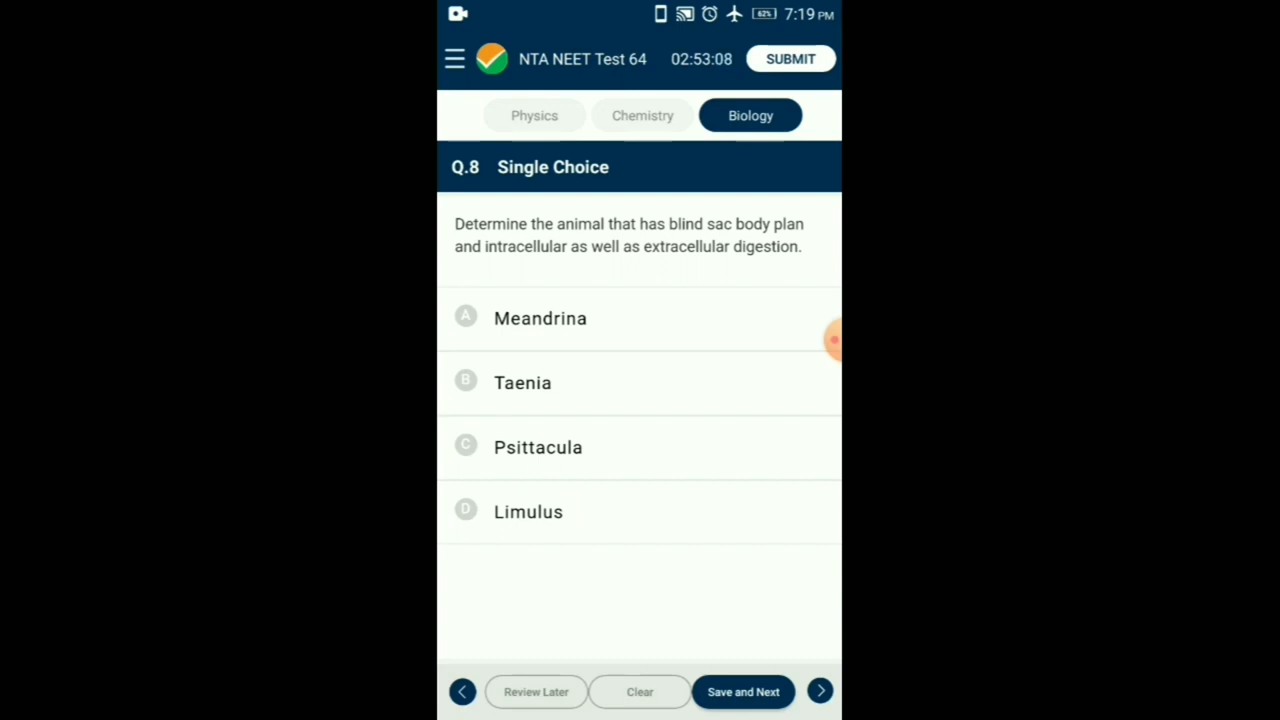 62% 7:19 PM
NTA NEET Test 64 02:53:08 SUBMIT
Physics Chemistry Biology
Q.8 Single Choice
Determine the animal that has blind sac body plan
and intracellular as well as extracellular digestion.
A Meandrina
B Taenia
C Psittacula
D Limulus
Review Later Clear Save and Next